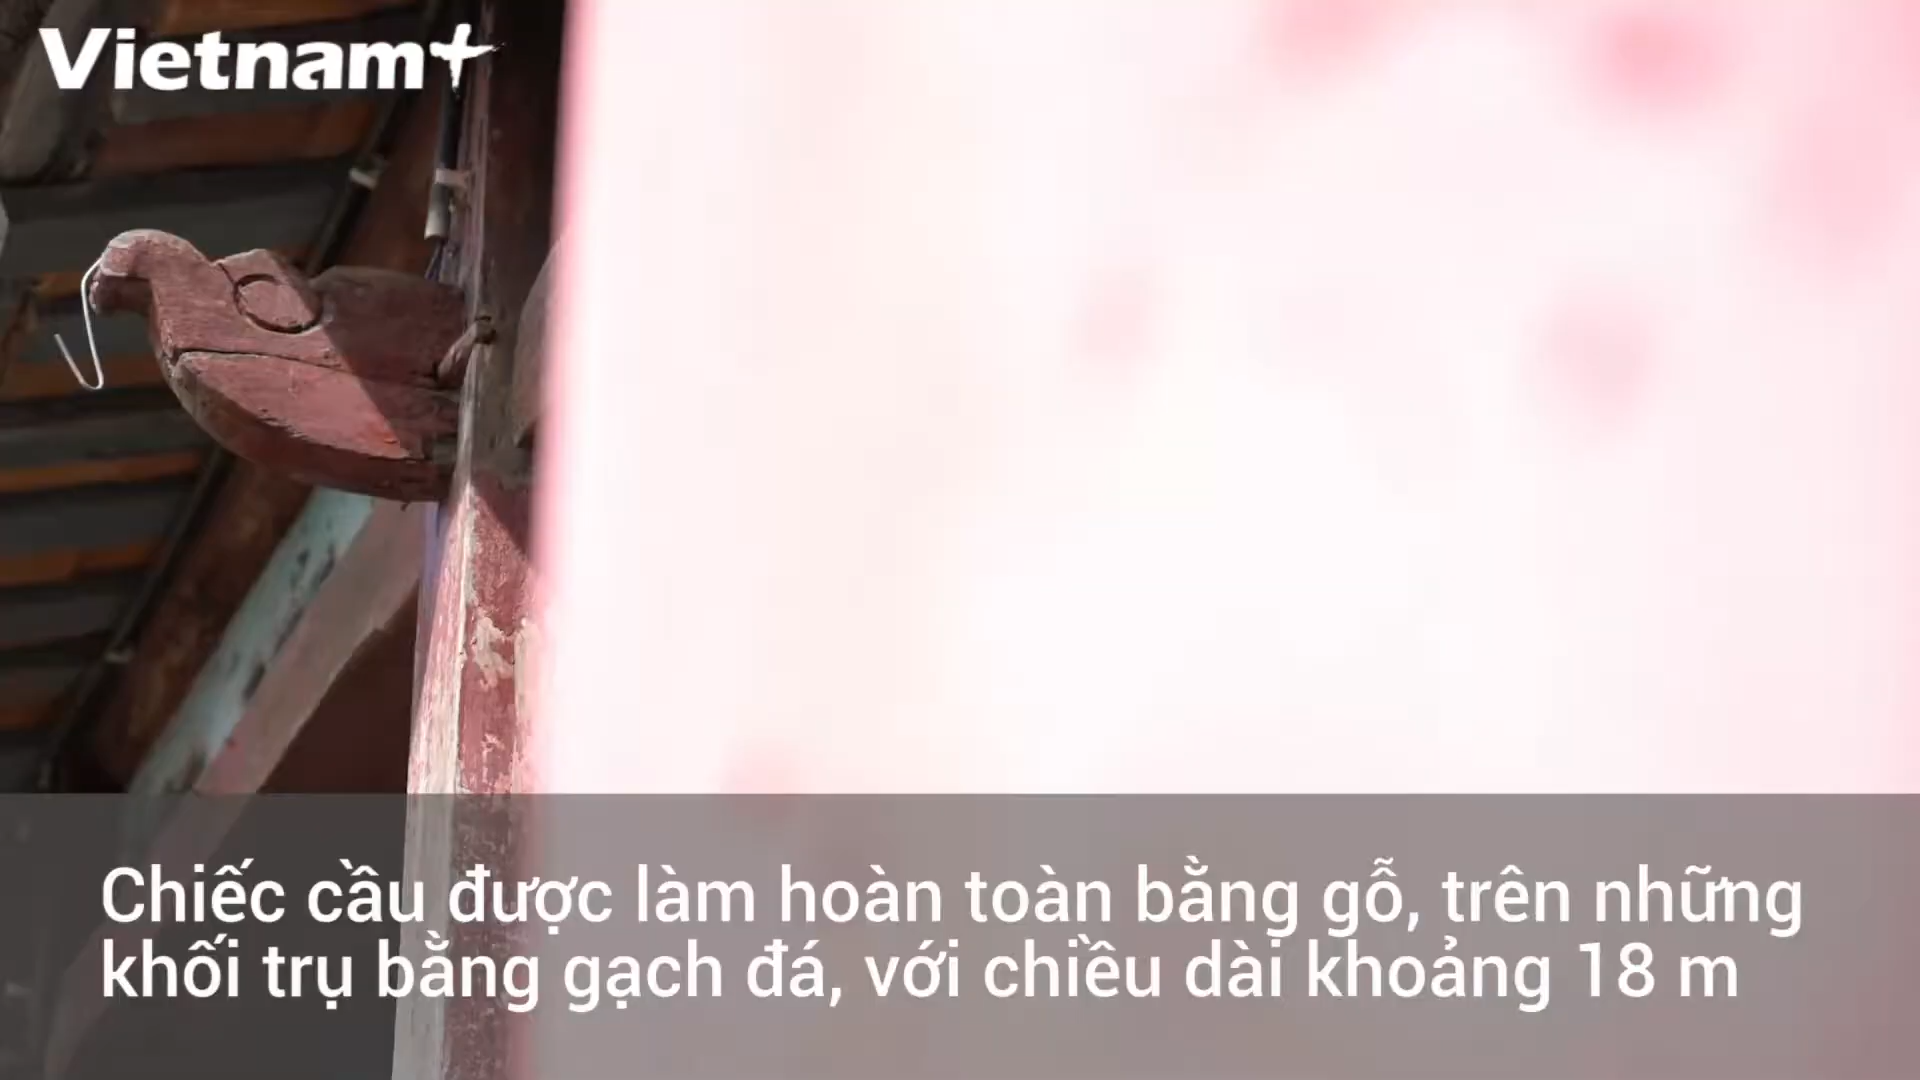 Vietnam+
Chiếc cầu được làm hoàn toàn bằng gỗ, trên những
khối trụ bằng gạch đá, với chiều dài khoảng 18 m